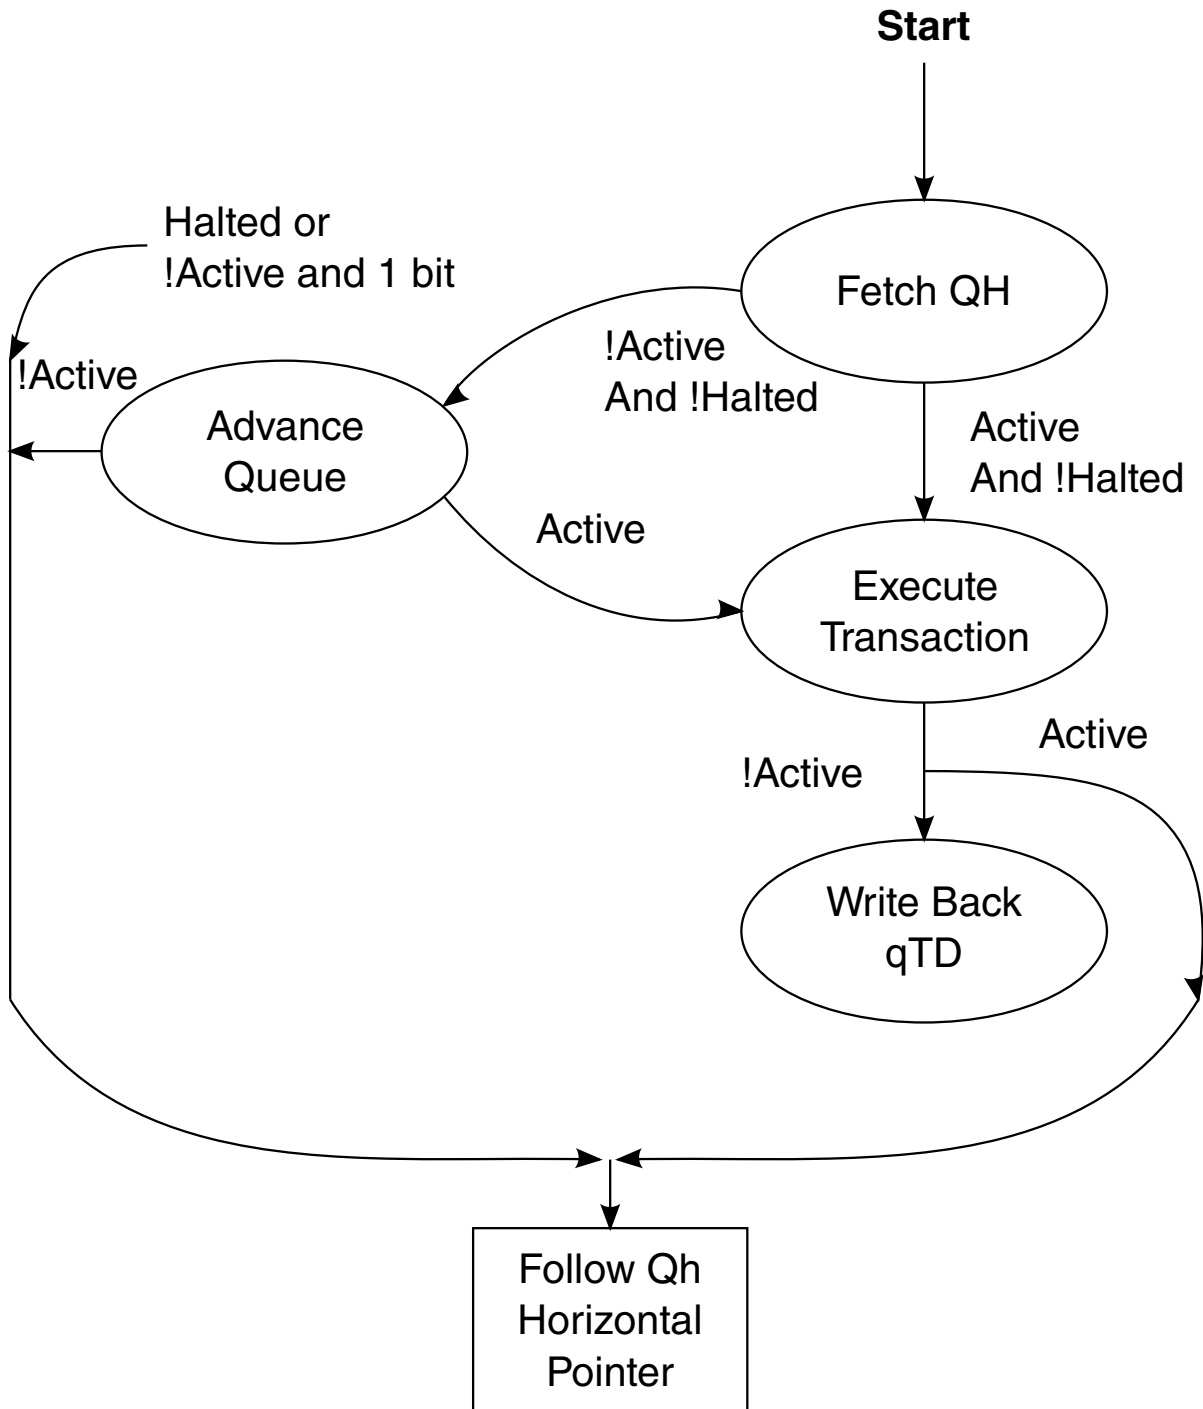 Start
Halted or
!Active and 1 bit
Fetch QH
!Active
And !Halted
!Active
Advance
Queue
Active
And !Halted
Active
Execute
Transaction
Active
!Active
Write Back
qTD
Follow Qh
Horizontal
Pointer